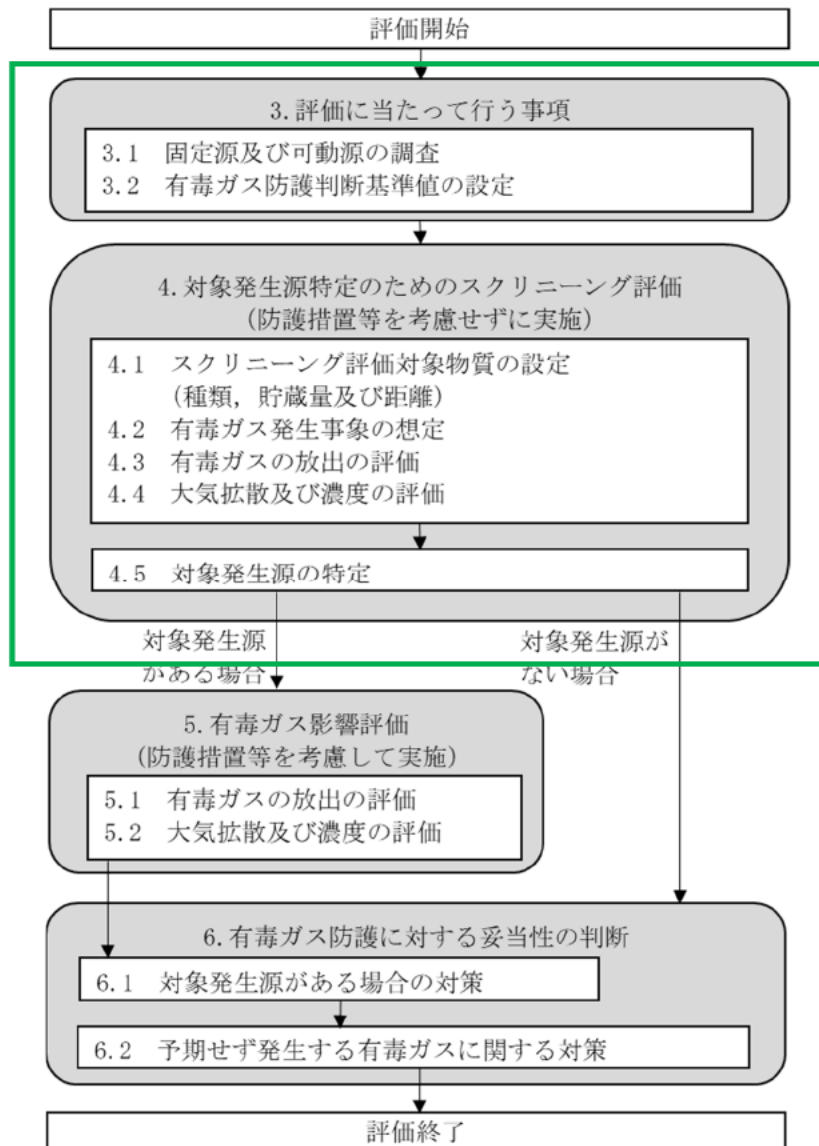 評価開始
3.評価に当たって行う事項
3.1 固定源及び可動源の調査
3.2 有毒ガス防護判断基準値の設定
4.対象発生源特定のためのスクリーニング評価
(防護措置等を考慮せずに実施)
4.1 スクリーニング評価対象物質の設定
(種類，貯蔵量及び距離)
4.2 有毒ガス発生事象の想定
4.3 有毒ガスの放出の評価
4.4 大気拡散及び濃度の評価
4.5 対象発生源の特定
対象発生源
がある場合
対象発生源が
ない場合
5.有毒ガス影響評価
(防護措置等を考慮して実施)
5.1 有毒ガスの放出の評価
5.2 大気拡散及び濃度の評価
6.有毒ガス防護に対する妥当性の判断
6.1 対象発生源がある場合の対策
6.2 予期せず発生する有毒ガスに関する対策
評価終了